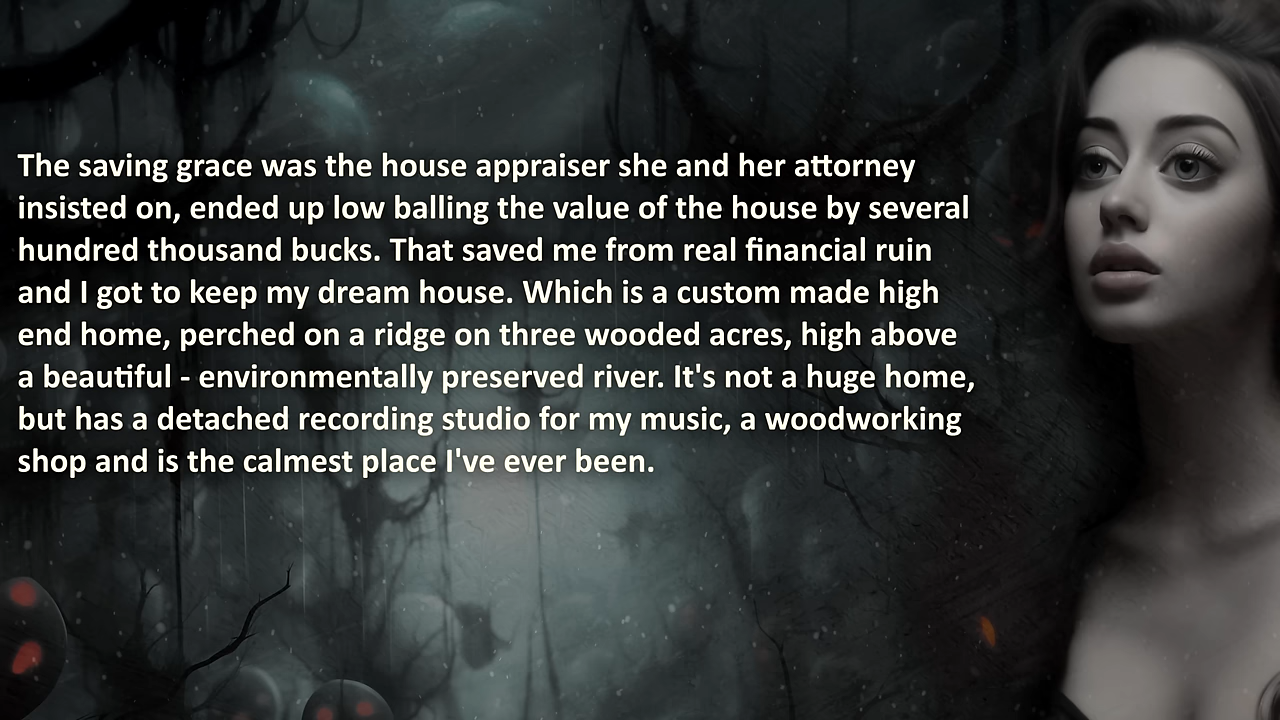 The saving grace was the house appraiser she and her attorney
insisted on, ended up low balling the value of the house by several
hundred thousand bucks. That saved me from real financial ruin
and I got to keep my dream house. Which is a custom made high
end home, perched on a ridge on three wooded acres, high above
a beautiful - environmentally preserved river. It's not a huge home,
but has a detached recording studio for my music, a woodworking
shop and is the calmest place I've ever been.